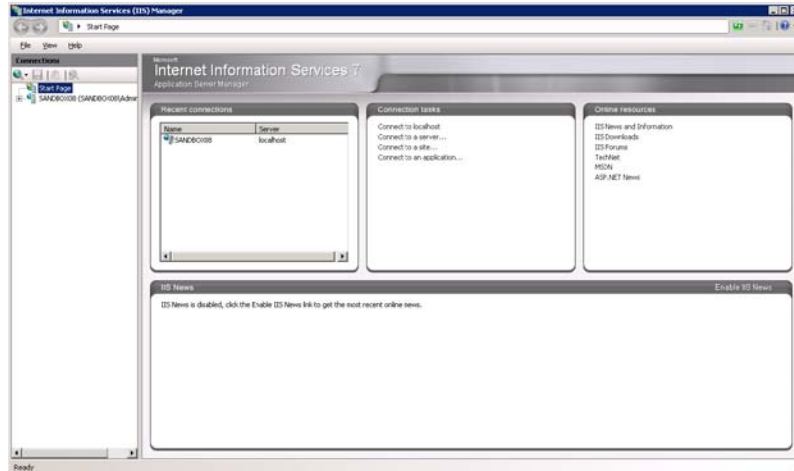 Internet Information Services (IIS) Manager
Start Page
File View Help
Connections
Start Page
SANDBOX08 (SANDBOX08\Admir
Microsoft
Internet Information Services 7
Application Server Manager
Recent connections
Name Server
SANDBOX08 localhost
Connection tasks
Connect to localhost
Connect to a server...
Connect to a site...
Connect to an application...
Online resources
IIS News and Information
IIS Downloads
IIS Forums
TechNet
MSDN
ASP.NET News
IIS News
Enable IIS News
IIS News is disabled, click the Enable IIS News link to get the most recent online news.
Ready